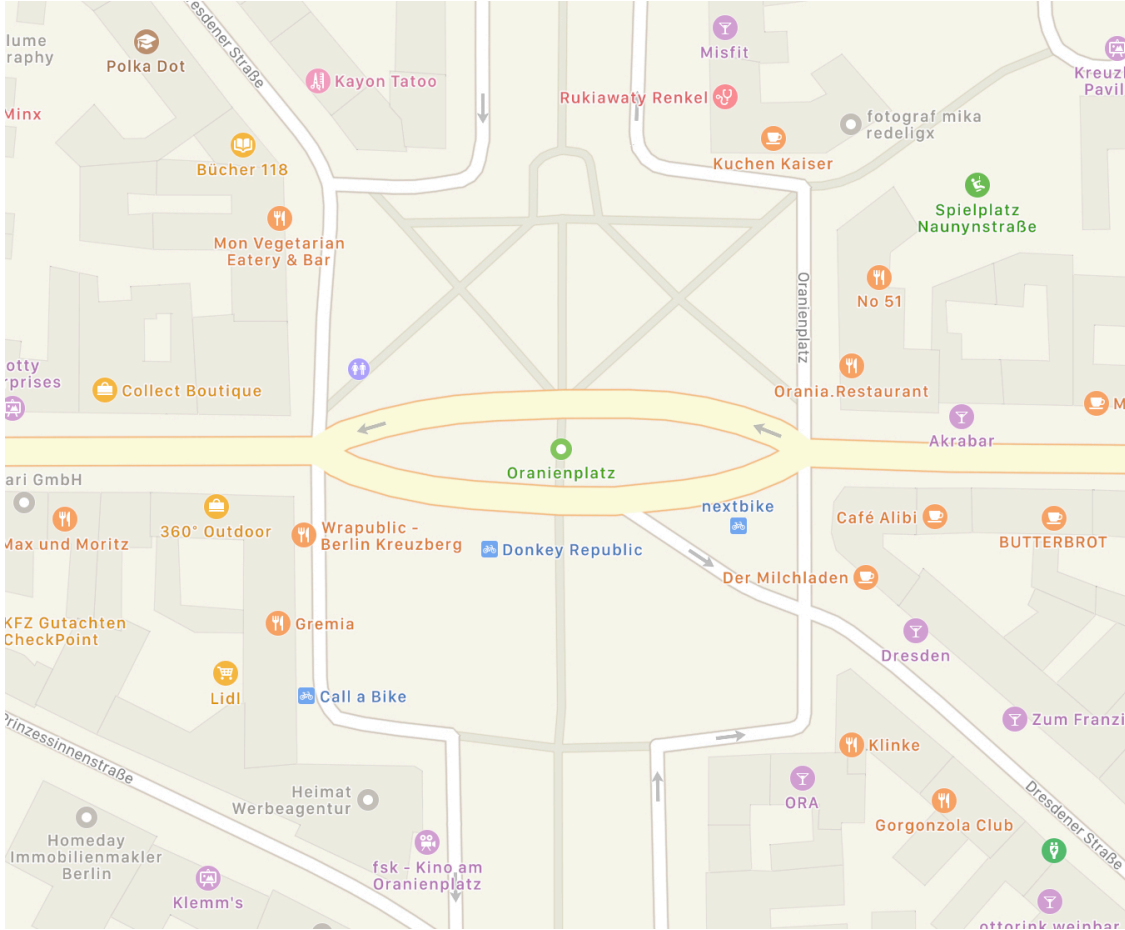 Dresdener Straße
lume
raphy
Polka Dot
Kayon Tatoo
Misfit
Kreuzb
Pavil
Minx
Rukiawaty Renkel
fotograf mika
redeligx
Bücher 118
Kuchen Kaiser
Spielplatz
Naunynstraße
Mon Vegetarian
Eatery & Bar
No 51
Oranienplatz
otty
rprises
Collect Boutique
Orania.Restaurant
M
Akrabar
Oranienplatz
ari GmbH
360° Outdoor
Max und Moritz
Wrapublic -
Berlin Kreuzberg
nextbike
Donkey Republic
Café Alibi
BUTTERBROT
Der Milchladen
KFZ Gutachten
CheckPoint
Gremia
Dresden
Lidl
Call a Bike
Zum Franzi
Prinzessinnenstraße
Klinke
Heimat
Werbeagentur
ORA
Gorgonzola Club
Dresdener Straße
Homeday
Immobilienmakler
Berlin
fsk - Kino am
Oranienplatz
Klemm's
ottorink weinbar